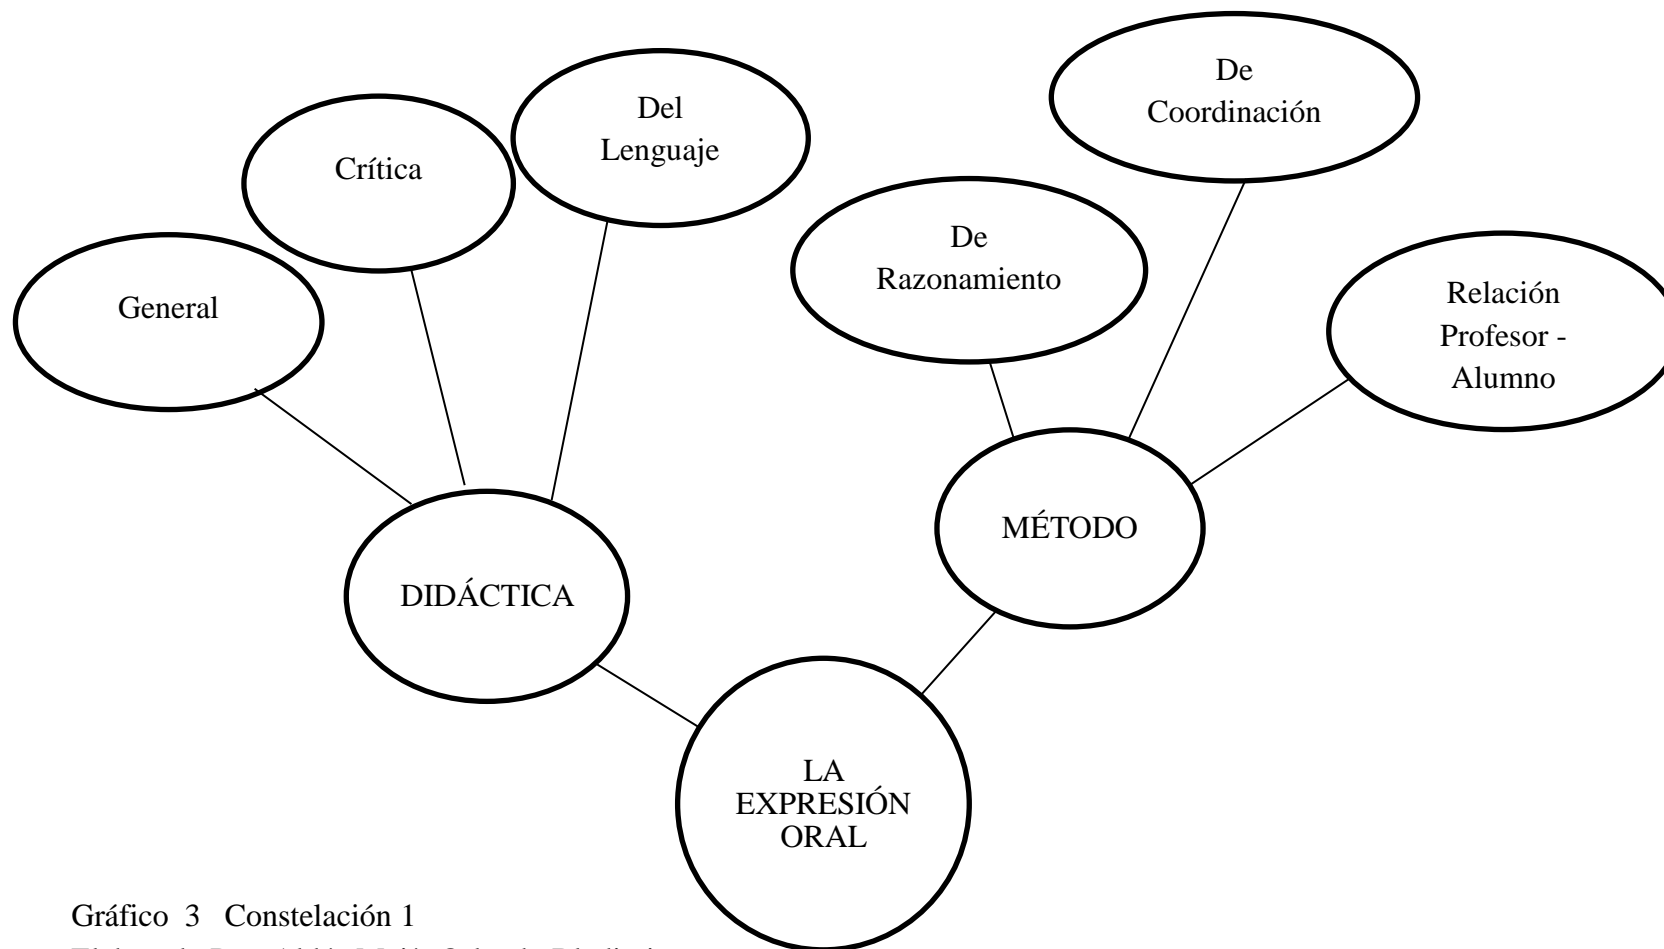 De
Coordinación
Del
Lenguaje
Crítica
De
Razonamiento
General
Relación
Profesor -
Alumno
MÉTODO
DIDÁCTICA
LA
EXPRESIÓN
ORAL
Gráfico 3 Constelación 1